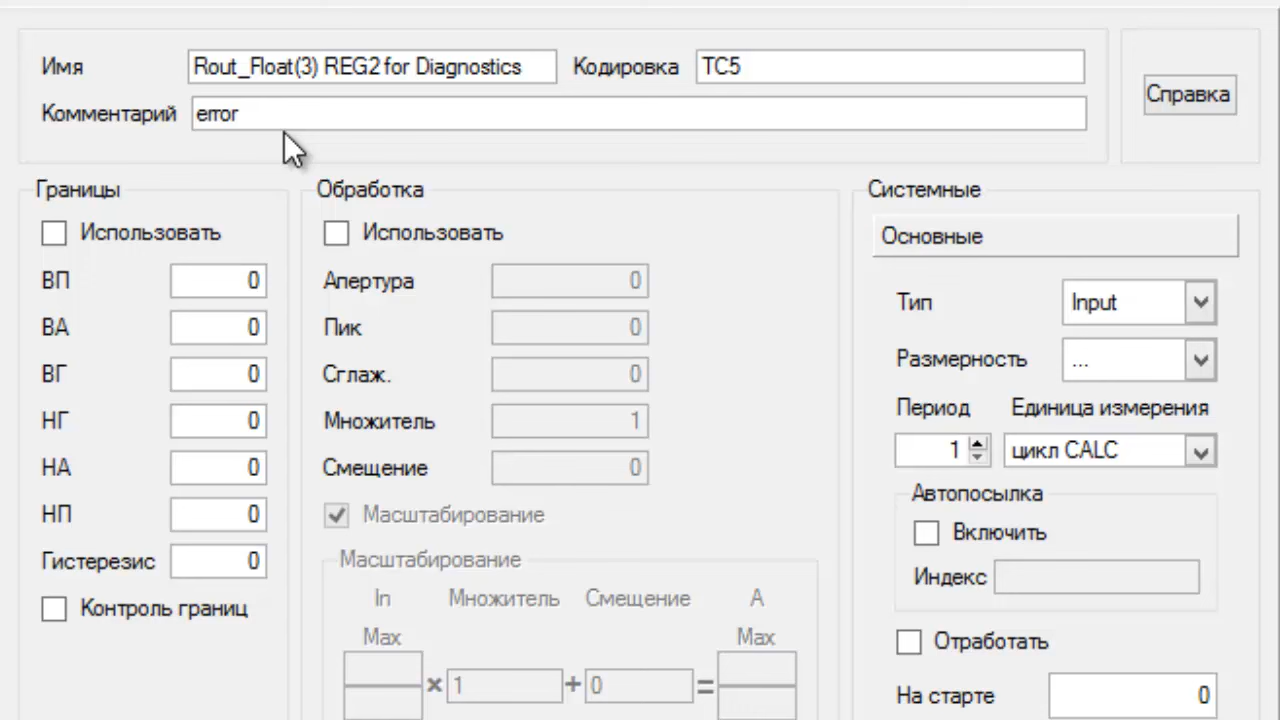 Имя Rout_Float(3) REG2 for Diagnostics Кодировка TC5
Комментарий error
Справка
Границы
Использовать
ВП 0
ВА 0
ВГ 0
НГ 0
НА 0
НП 0
Гистерезис 0
Контроль границ
Обработка
Использовать
Апертура 0
Пик 0
Сглаж. 0
Множитель 1
Смещение 0
Масштабирование
Масштабирование
In Множитель Смещение A
Max Max
× 1 + 0 =
Системные
Основные
Тип Input
Размерность ...
Период Единица измерения
1 цикл CALC
Автопосылка
Включить
Индекс
Отработать
На старте 0